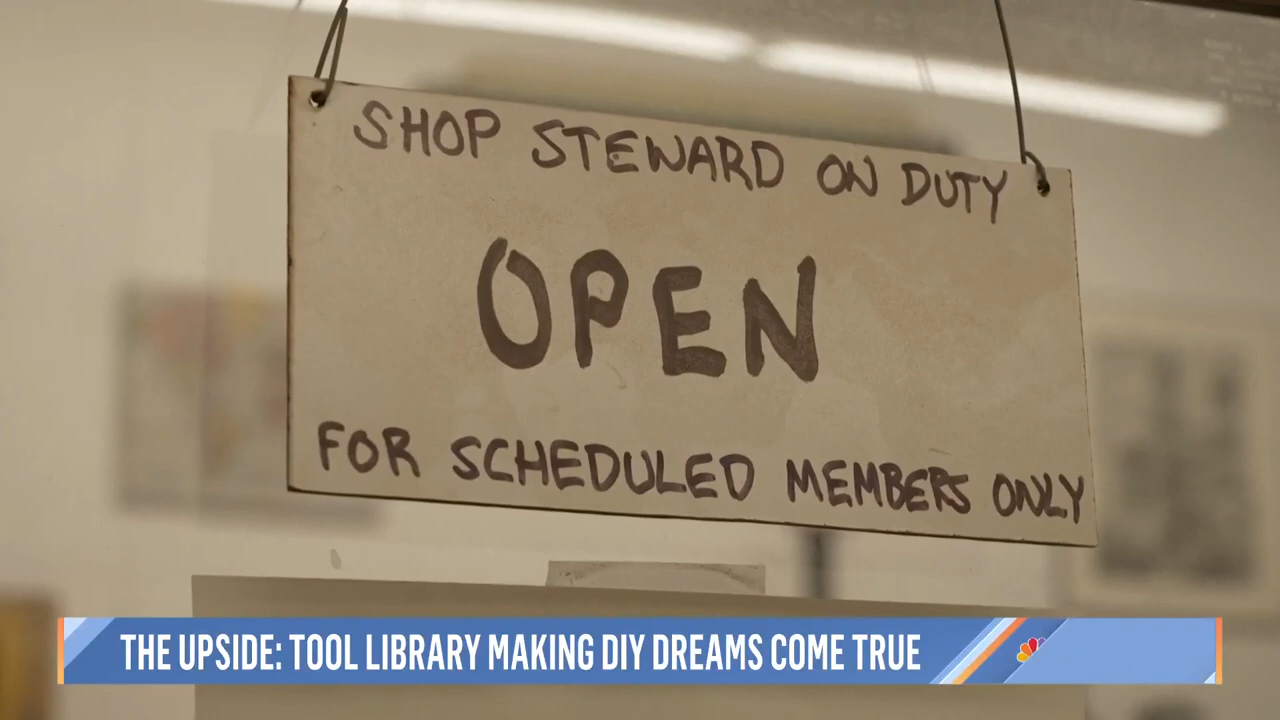 SHOP STEWARD ON DUTY
OPEN
FOR SCHEDULED MEMBERS ONLY
THE UPSIDE: TOOL LIBRARY MAKING DIY DREAMS COME TRUE